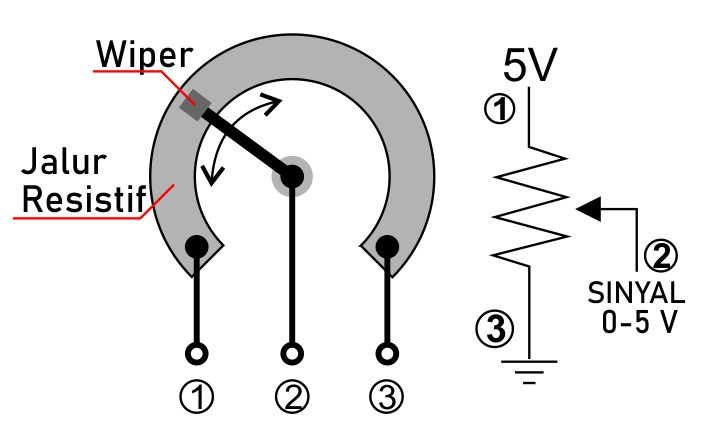 Wiper
Jalur
Resistif
① ② ③
5V
①
②
SINYAL
0-5 V
③